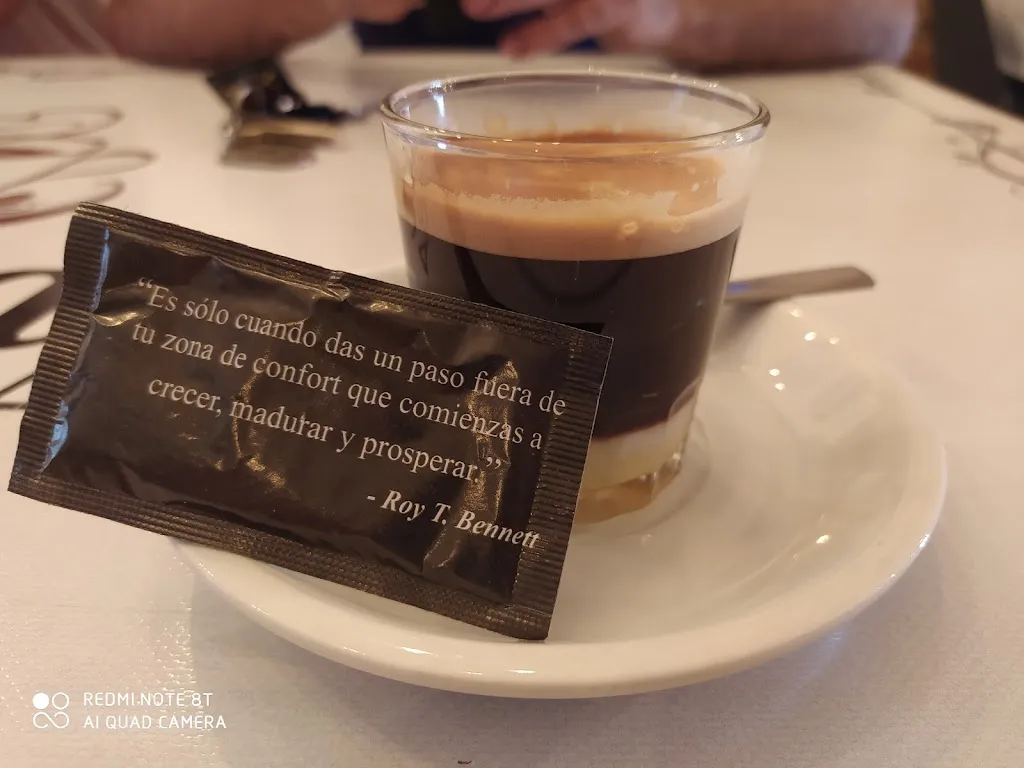 “Es sólo cuando das un paso fuera de
tu zona de confort que comienzas a
crecer, madurar y prosperar.”
- Roy T. Bennett
REDMI NOTE 8T
AI QUAD CAMERA